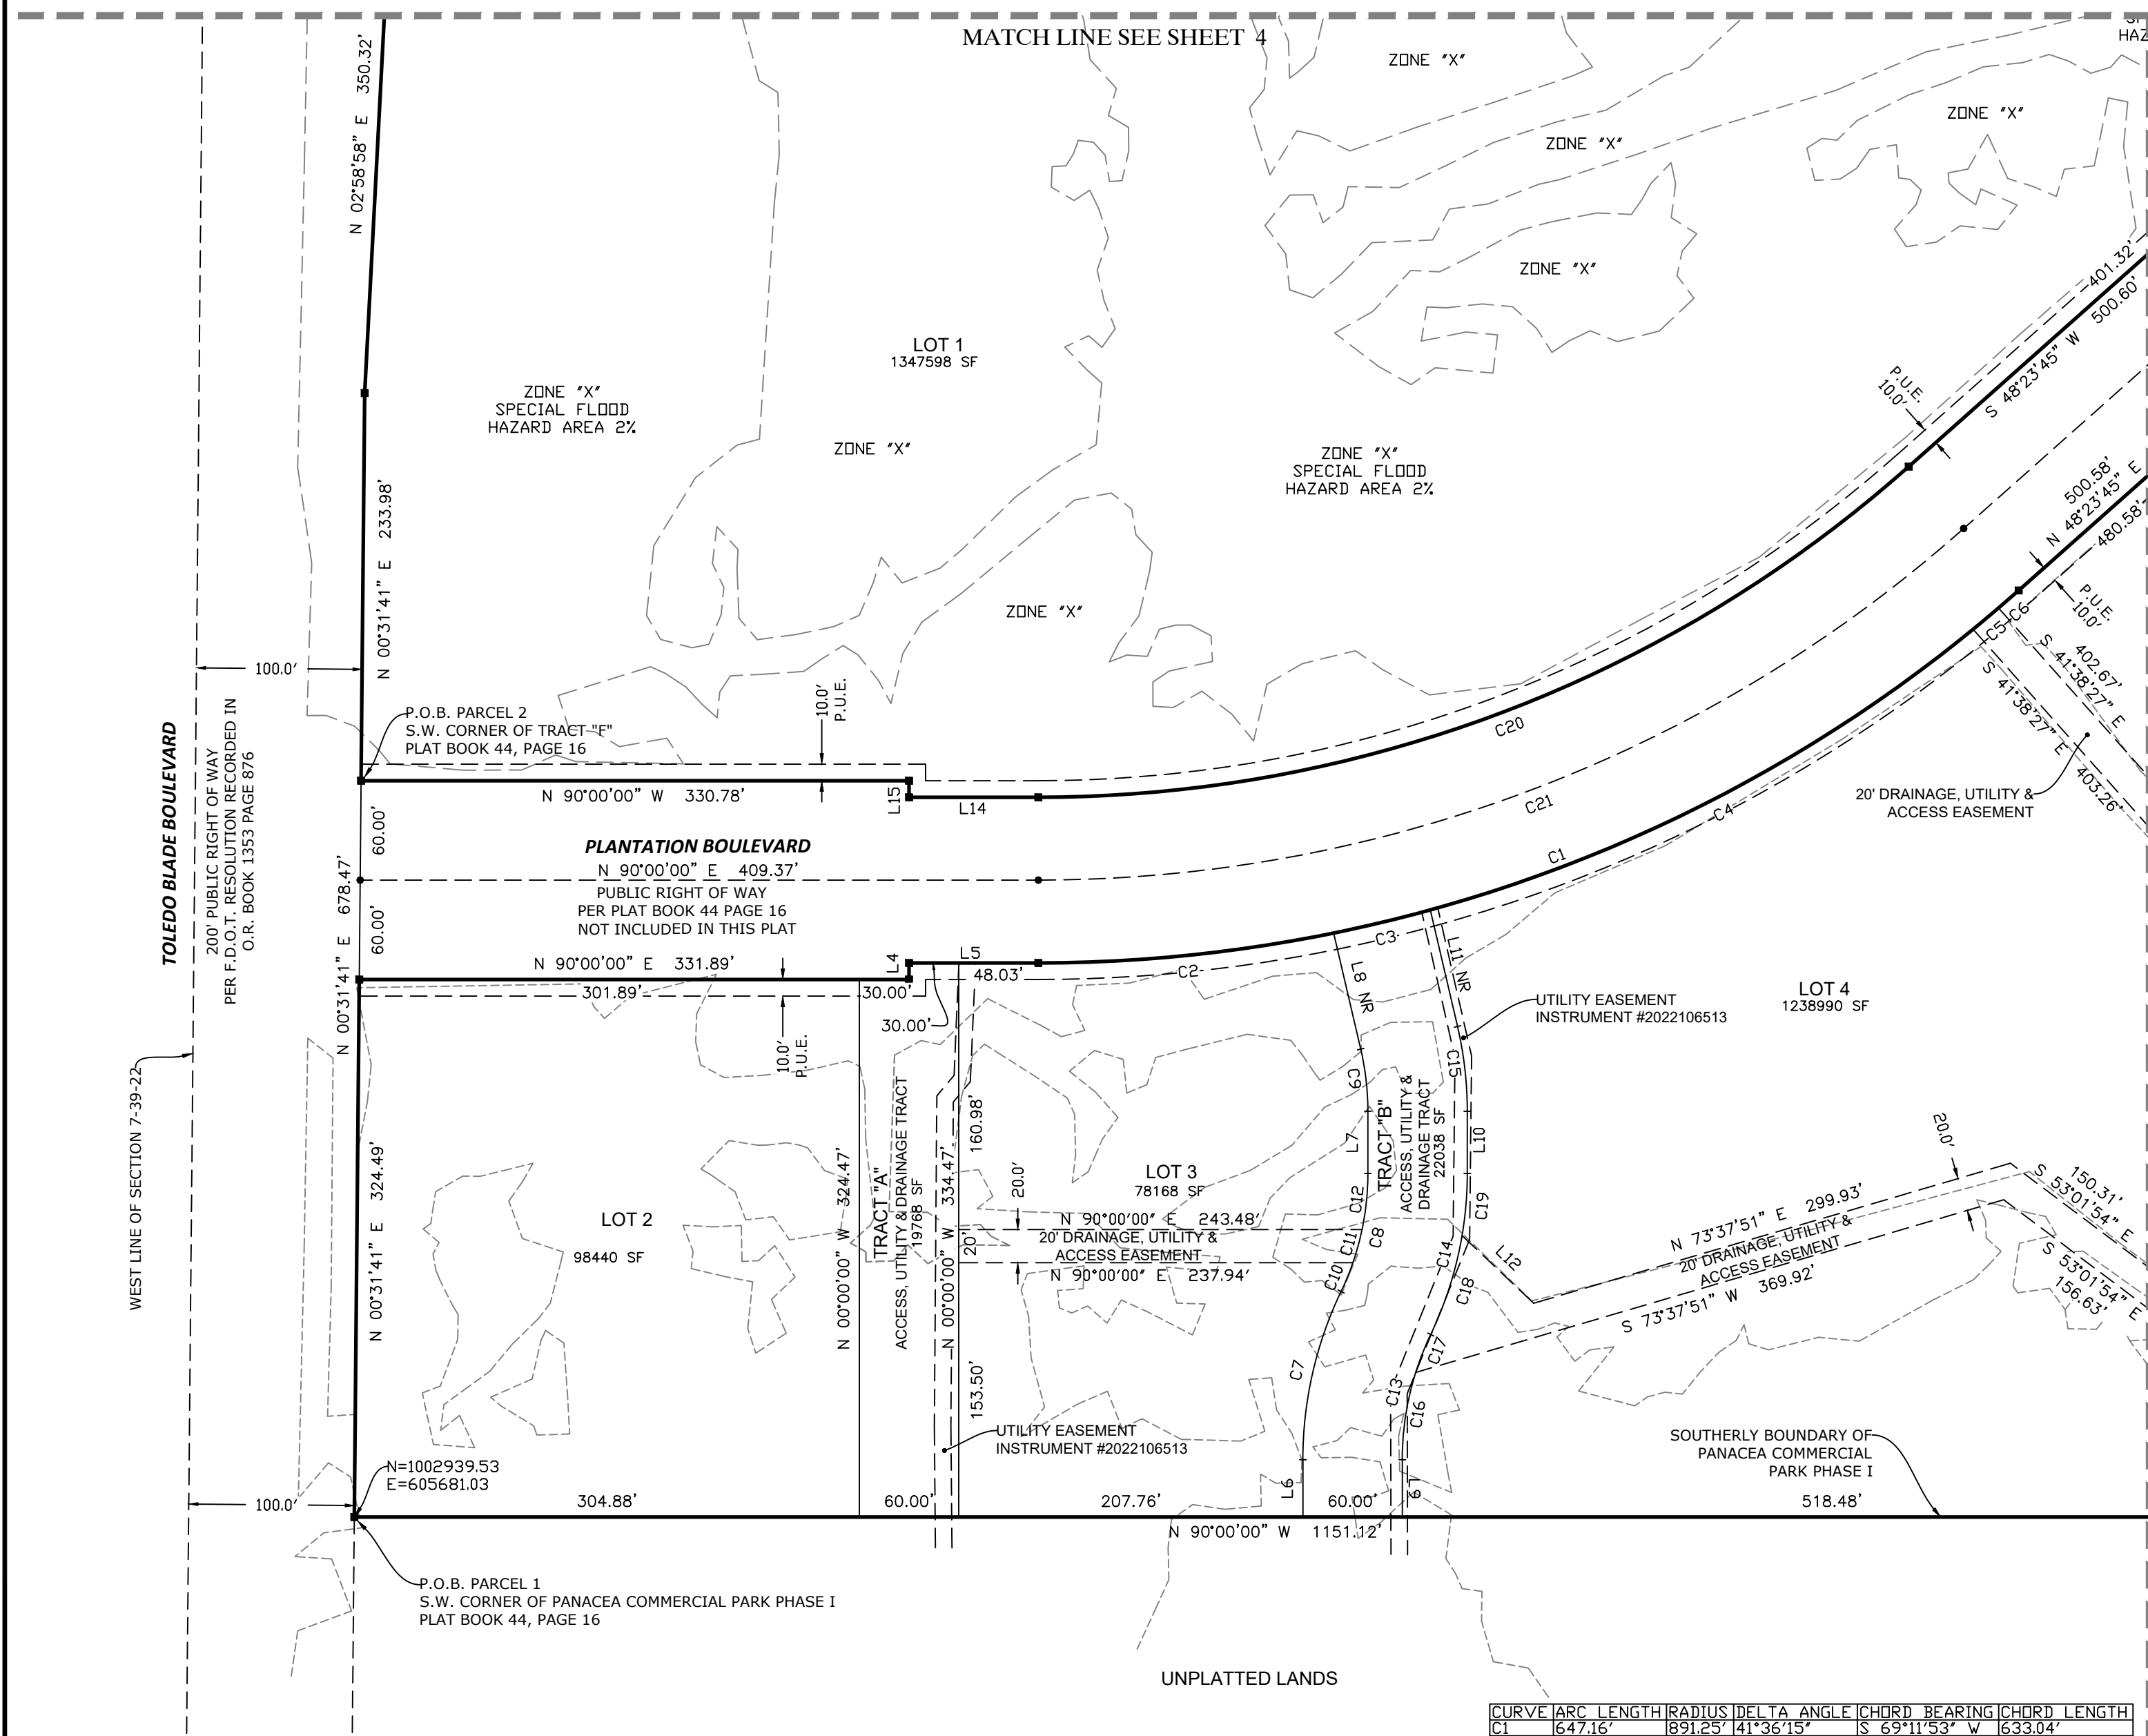 MATCH LINE SEE SHEET 4
HAZ
ZONE "X"
ZONE "X"
ZONE "X"
ZONE "X"
N 02°58'58" E 350.32'
LOT 1
1347598 SF
ZONE "X"
SPECIAL FLOOD
HAZARD AREA 2%
ZONE "X"
ZONE "X"
SPECIAL FLOOD
HAZARD AREA 2%
ZONE "X"
401.32'
500.60'
S 48°23'45" W
P.U.E.
10.0'
500.58'
N 48°23'45" E
480.58'
P.U.E.
10.0'
C5
C6
402.67'
S 41°38'27" E
S 41°38'27" E
403.26'
20' DRAINAGE, UTILITY &
ACCESS EASEMENT
N 00°31'41" E 233.98'
100.0'
TOLEDO BLADE BOULEVARD
200' PUBLIC RIGHT OF WAY
PER F.D.O.T. RESOLUTION RECORDED IN
O.R. BOOK 1353 PAGE 876
P.O.B. PARCEL 2
S.W. CORNER OF TRACT "F"
PLAT BOOK 44, PAGE 16
10.0'
P.U.E.
N 90°00'00" W 330.78'
L15
L14
C20
C21
C4
C1
60.00'
PLANTATION BOULEVARD
N 90°00'00" E 409.37'
PUBLIC RIGHT OF WAY
PER PLAT BOOK 44 PAGE 16
NOT INCLUDED IN THIS PLAT
60.00'
N 00°31'41" E 678.47'
N 90°00'00" E 331.89'
L4
L5
48.03'
C2
C3
301.89'
30.00'
30.00'
10.0'
P.U.E.
L8 NR
L11 NR
LOT 4
1238990 SF
UTILITY EASEMENT
INSTRUMENT #2022106513
WEST LINE OF SECTION 7-39-22
N 00°31'41" E 324.49'
LOT 2
98440 SF
N 00°00'00" W 324.47'
TRACT "A"
ACCESS, UTILITY & DRAINAGE TRACT
19768 SF
N 00°00'00" W 334.47'
160.98'
20'
153.50'
20.0'
LOT 3
78168 SF
N 90°00'00" E 243.48'
20' DRAINAGE, UTILITY &
ACCESS EASEMENT
N 90°00'00" E 237.94'
C9
L7
C12
C11
C8
C10
C7
L6
TRACT "B"
ACCESS, UTILITY &
DRAINAGE TRACT
22038 SF
C15
L10
C19
C14
C18
C17
C13
C16
L9
L12
20.0'
N 73°37'51" E 299.93'
20' DRAINAGE, UTILITY &
ACCESS EASEMENT
S 73°37'51" W 369.92'
150.31'
S 53°01'54" E
S 53°01'54" E
156.63'
UTILITY EASEMENT
INSTRUMENT #2022106513
SOUTHERLY BOUNDARY OF
PANACEA COMMERCIAL
PARK PHASE I
N=1002939.53
E=605681.03
100.0'
304.88'
60.00'
207.76'
60.00'
518.48'
N 90°00'00" W 1151.12'
P.O.B. PARCEL 1
S.W. CORNER OF PANACEA COMMERCIAL PARK PHASE I
PLAT BOOK 44, PAGE 16
UNPLATTED LANDS
CURVE ARC LENGTH RADIUS DELTA ANGLE CHORD BEARING CHORD LENGTH
C1 647.16' 891.25' 41°36'15" S 69°11'53" W 633.04'